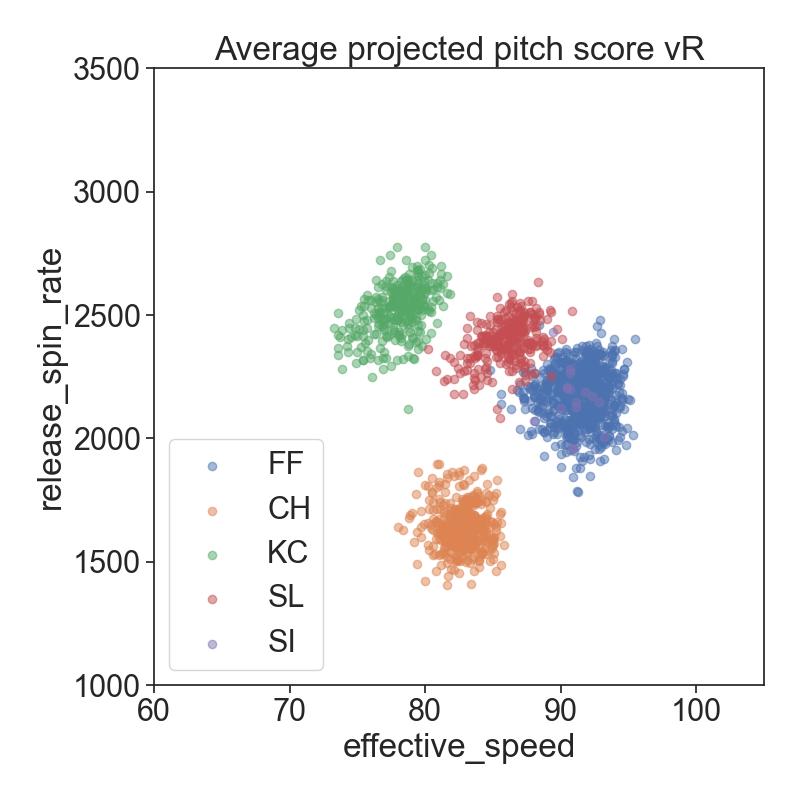 Average projected pitch score vR
3500
3000
2500
2000
1500
1000
release_spin_rate
FF
CH
KC
SL
SI
60
70
80
90
100
effective_speed